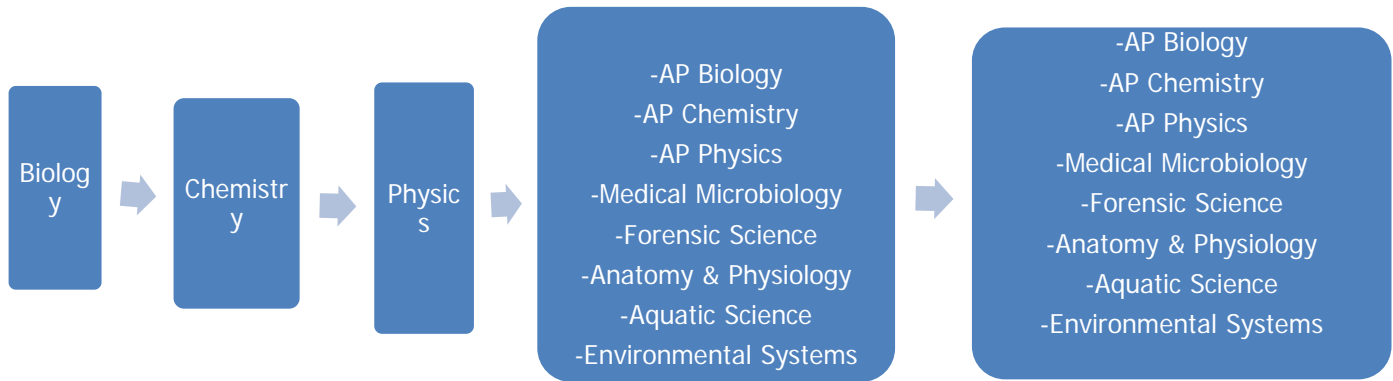 Biolog
y
Chemistr
y
Physic
s
-AP Biology
-AP Chemistry
-AP Physics
-Medical Microbiology
-Forensic Science
-Anatomy & Physiology
-Aquatic Science
-Environmental Systems
-AP Biology
-AP Chemistry
-AP Physics
-Medical Microbiology
-Forensic Science
-Anatomy & Physiology
-Aquatic Science
-Environmental Systems